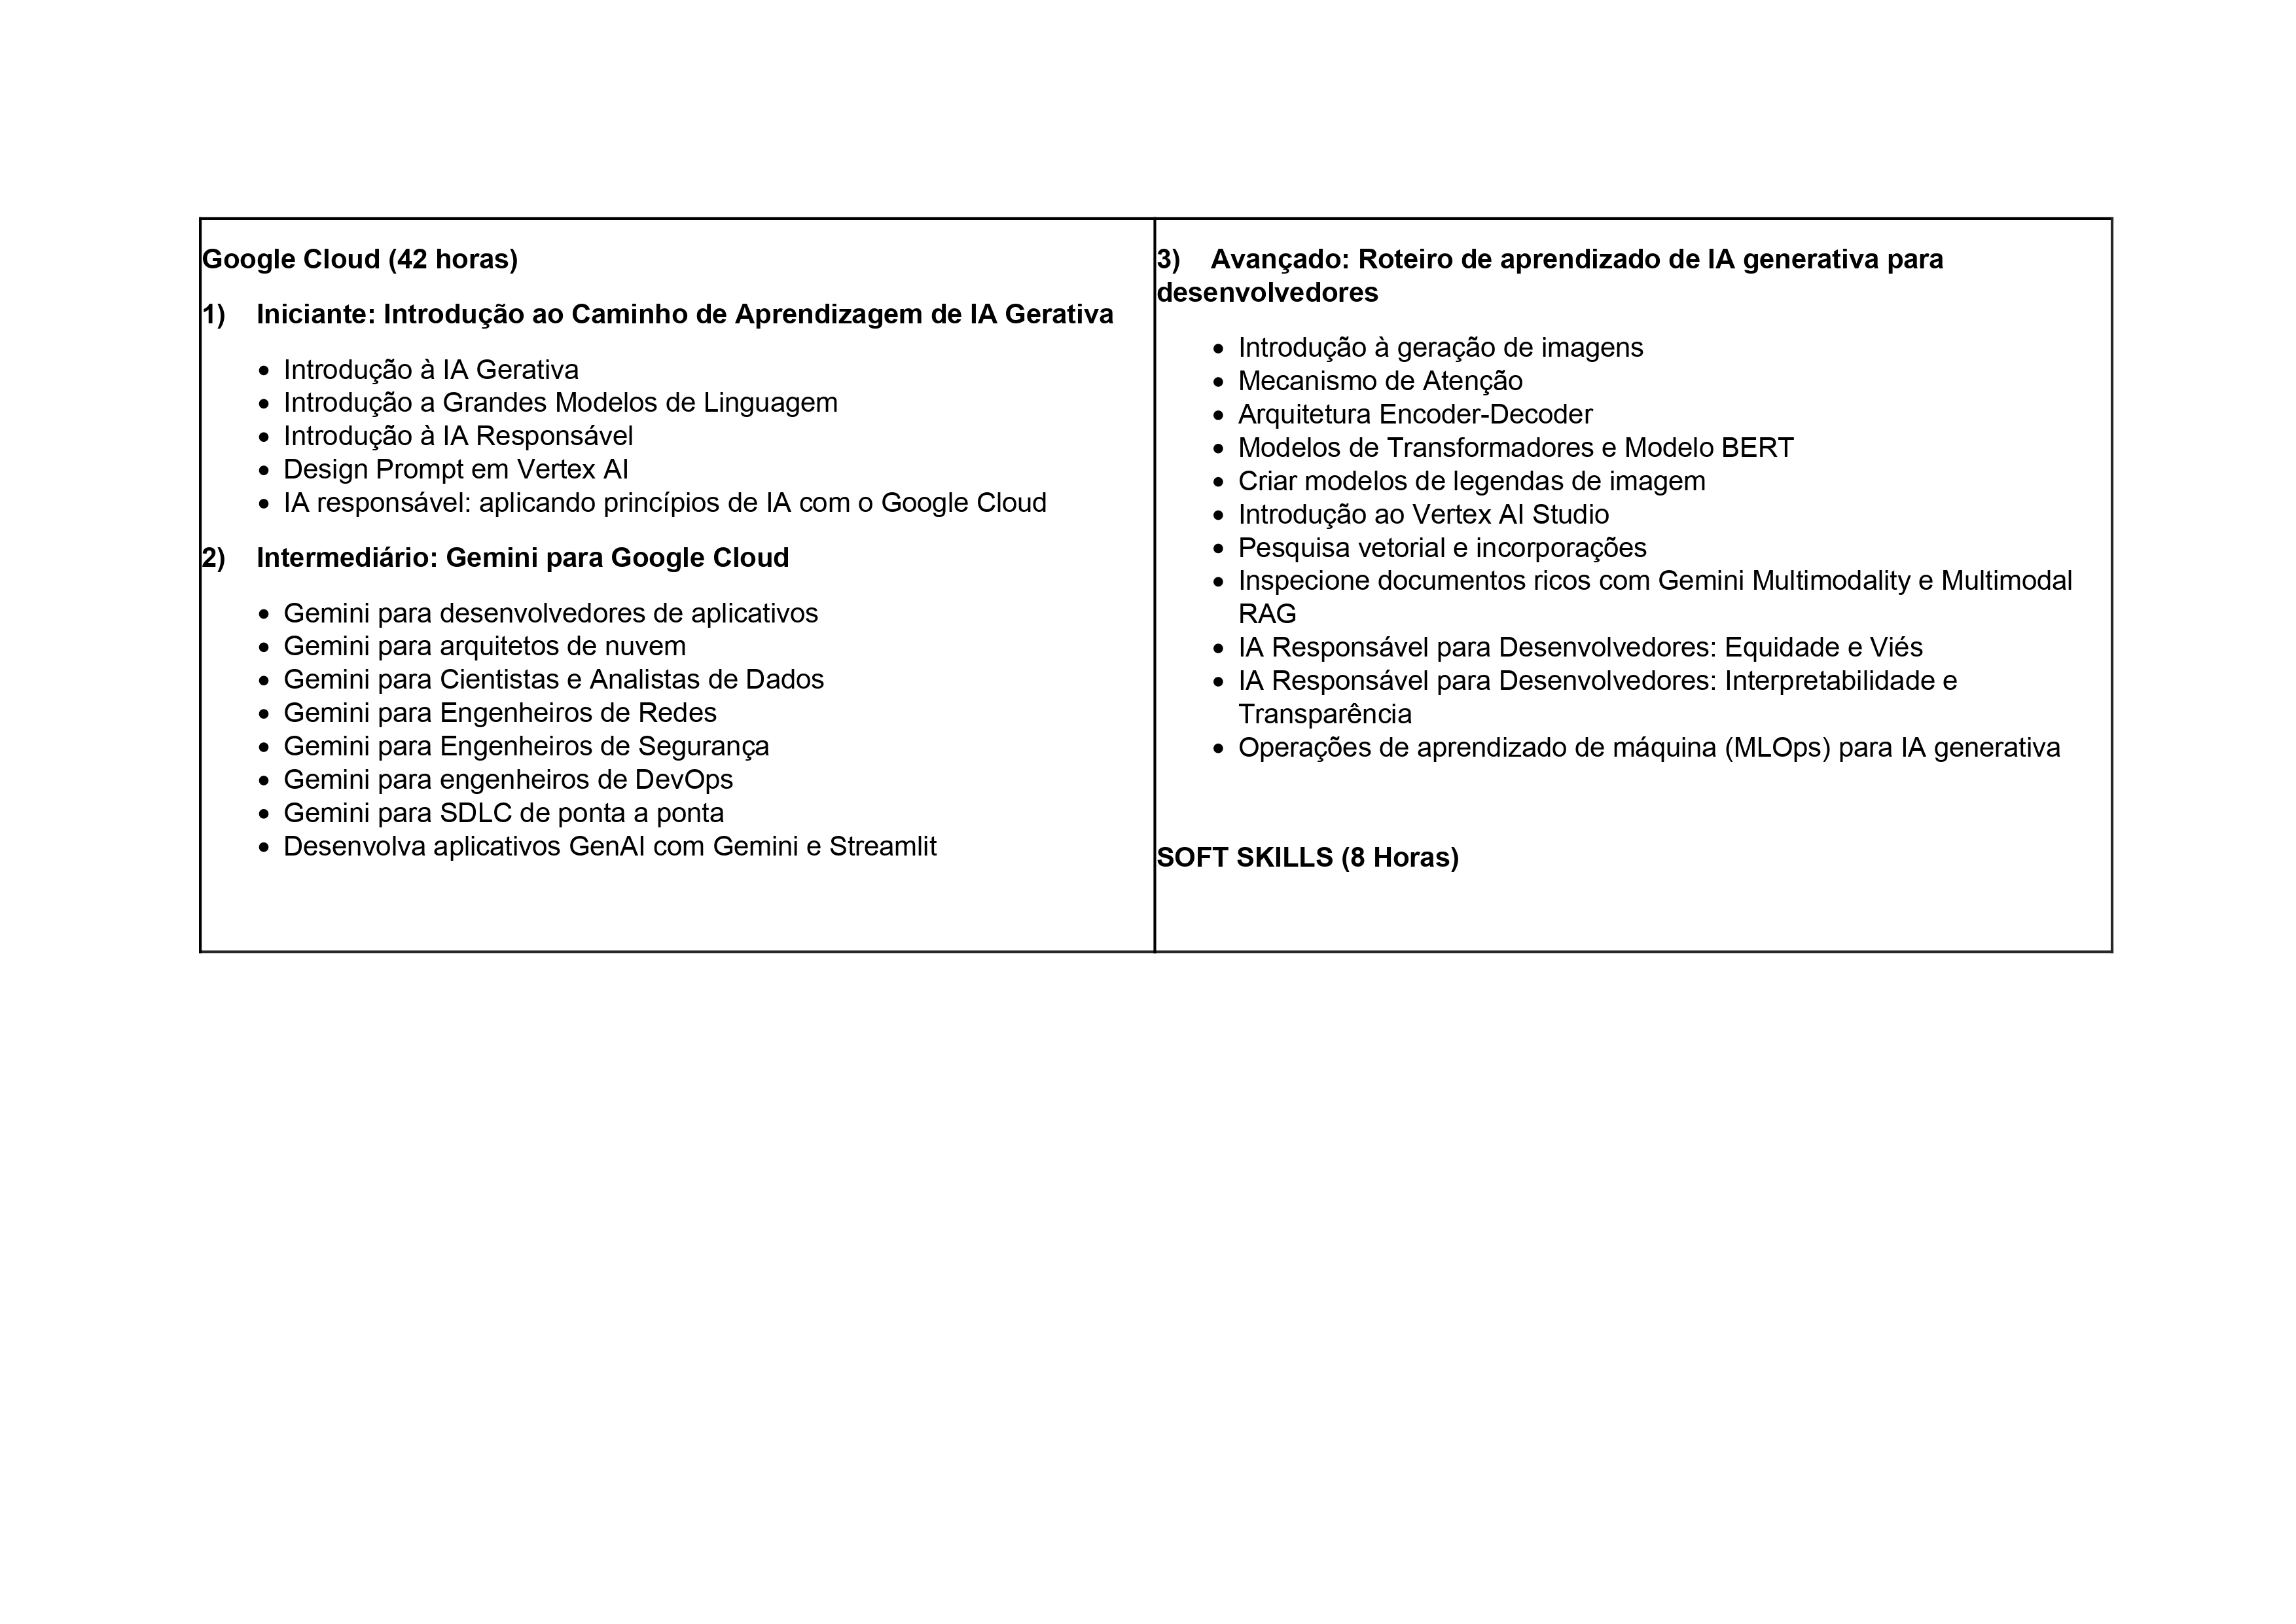 Google Cloud (42 horas)
1) Iniciante: Introdução ao Caminho de Aprendizagem de IA Gerativa
• Introdução à IA Gerativa
• Introdução a Grandes Modelos de Linguagem
• Introdução à IA Responsável
• Design Prompt em Vertex AI
• IA responsável: aplicando princípios de IA com o Google Cloud
2) Intermediário: Gemini para Google Cloud
• Gemini para desenvolvedores de aplicativos
• Gemini para arquitetos de nuvem
• Gemini para Cientistas e Analistas de Dados
• Gemini para Engenheiros de Redes
• Gemini para Engenheiros de Segurança
• Gemini para engenheiros de DevOps
• Gemini para SDLC de ponta a ponta
• Desenvolva aplicativos GenAI com Gemini e Streamlit
3) Avançado: Roteiro de aprendizado de IA generativa para
desenvolvedores
• Introdução à geração de imagens
• Mecanismo de Atenção
• Arquitetura Encoder-Decoder
• Modelos de Transformadores e Modelo BERT
• Criar modelos de legendas de imagem
• Introdução ao Vertex AI Studio
• Pesquisa vetorial e incorporações
• Inspecione documentos ricos com Gemini Multimodality e Multimodal
RAG
• IA Responsável para Desenvolvedores: Equidade e Viés
• IA Responsável para Desenvolvedores: Interpretabilidade e
Transparência
• Operações de aprendizado de máquina (MLOps) para IA generativa
SOFT SKILLS (8 Horas)